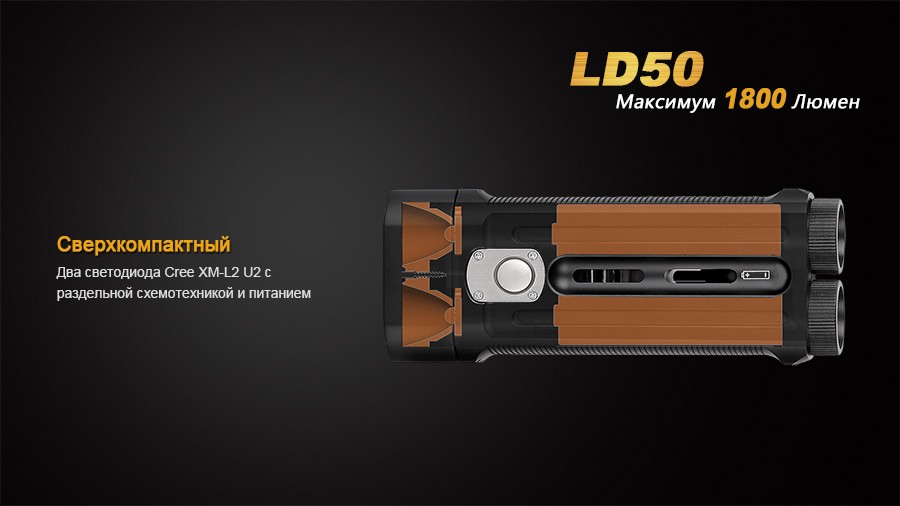 LD50
Максимум 1800 Люмен
Сверхкомпактный
Два светодиода Cree XM-L2 U2 с
раздельной схемотехникой и питанием